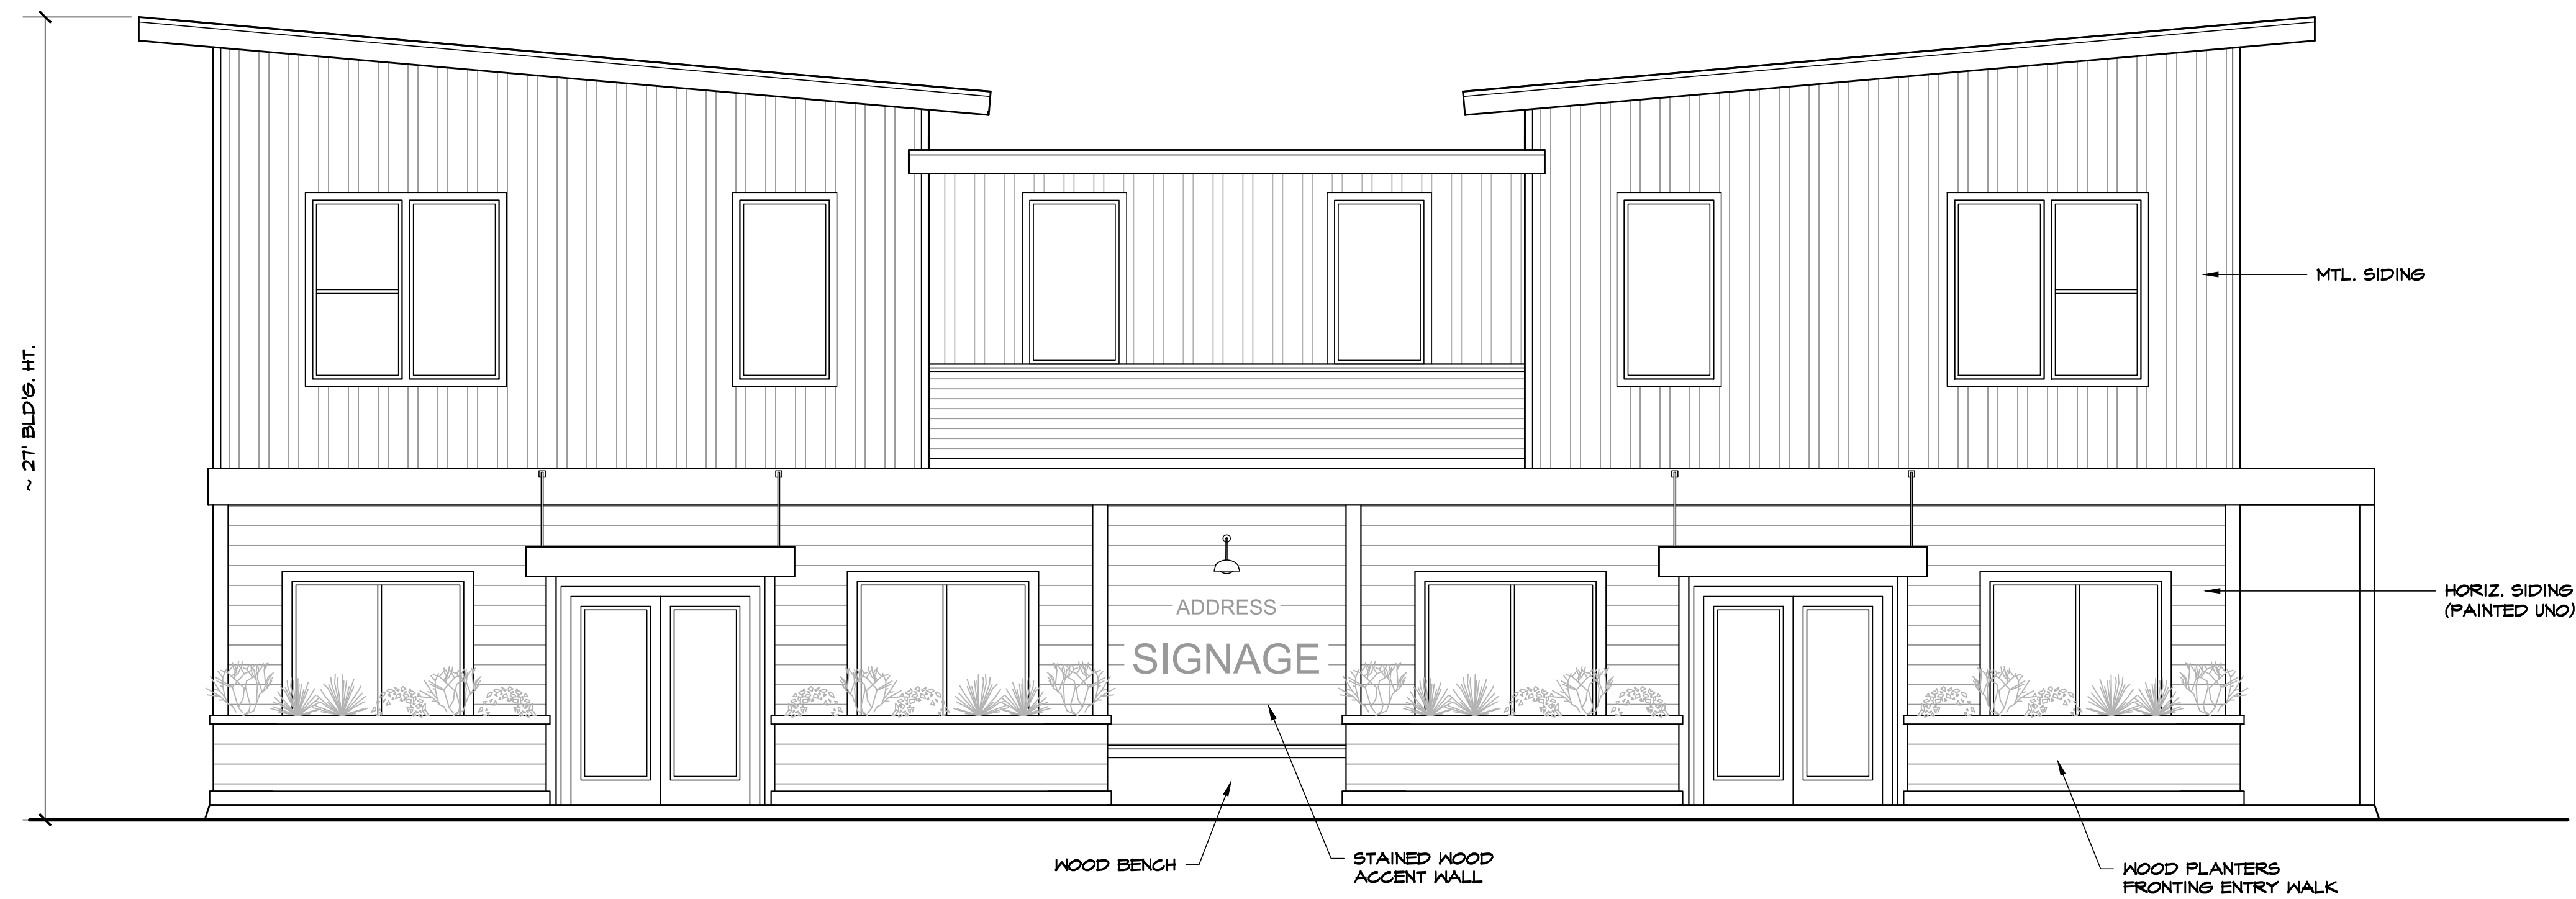 ~ 27' BLD'G. HT.
MTL. SIDING
HORIZ. SIDING
(PAINTED UNO)
ADDRESS
SIGNAGE
WOOD BENCH
STAINED WOOD
ACCENT WALL
WOOD PLANTERS
FRONTING ENTRY WALK